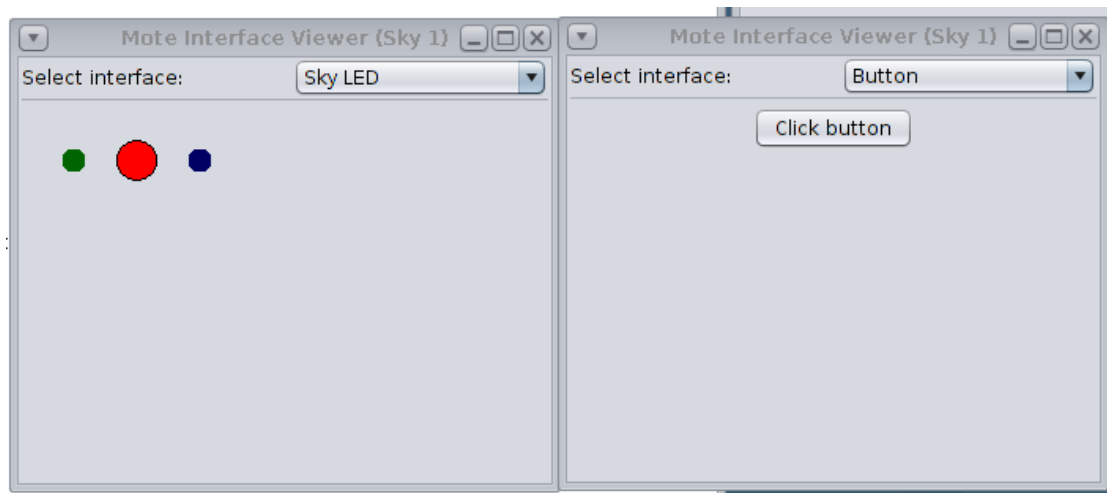 Mote Interface Viewer (Sky 1)
Select interface:
Sky LED
Mote Interface Viewer (Sky 1)
Select interface:
Button
Click button